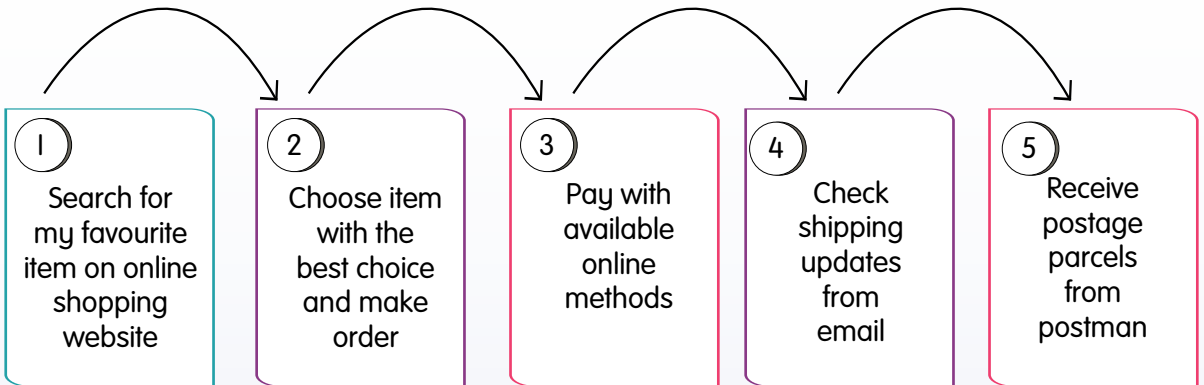 1
Search for
my favourite
item on online
shopping
website
2
Choose item
with the
best choice
and make
order
3
Pay with
available
online
methods
4
Check
shipping
updates
from
email
5
Receive
postage
parcels
from
postman